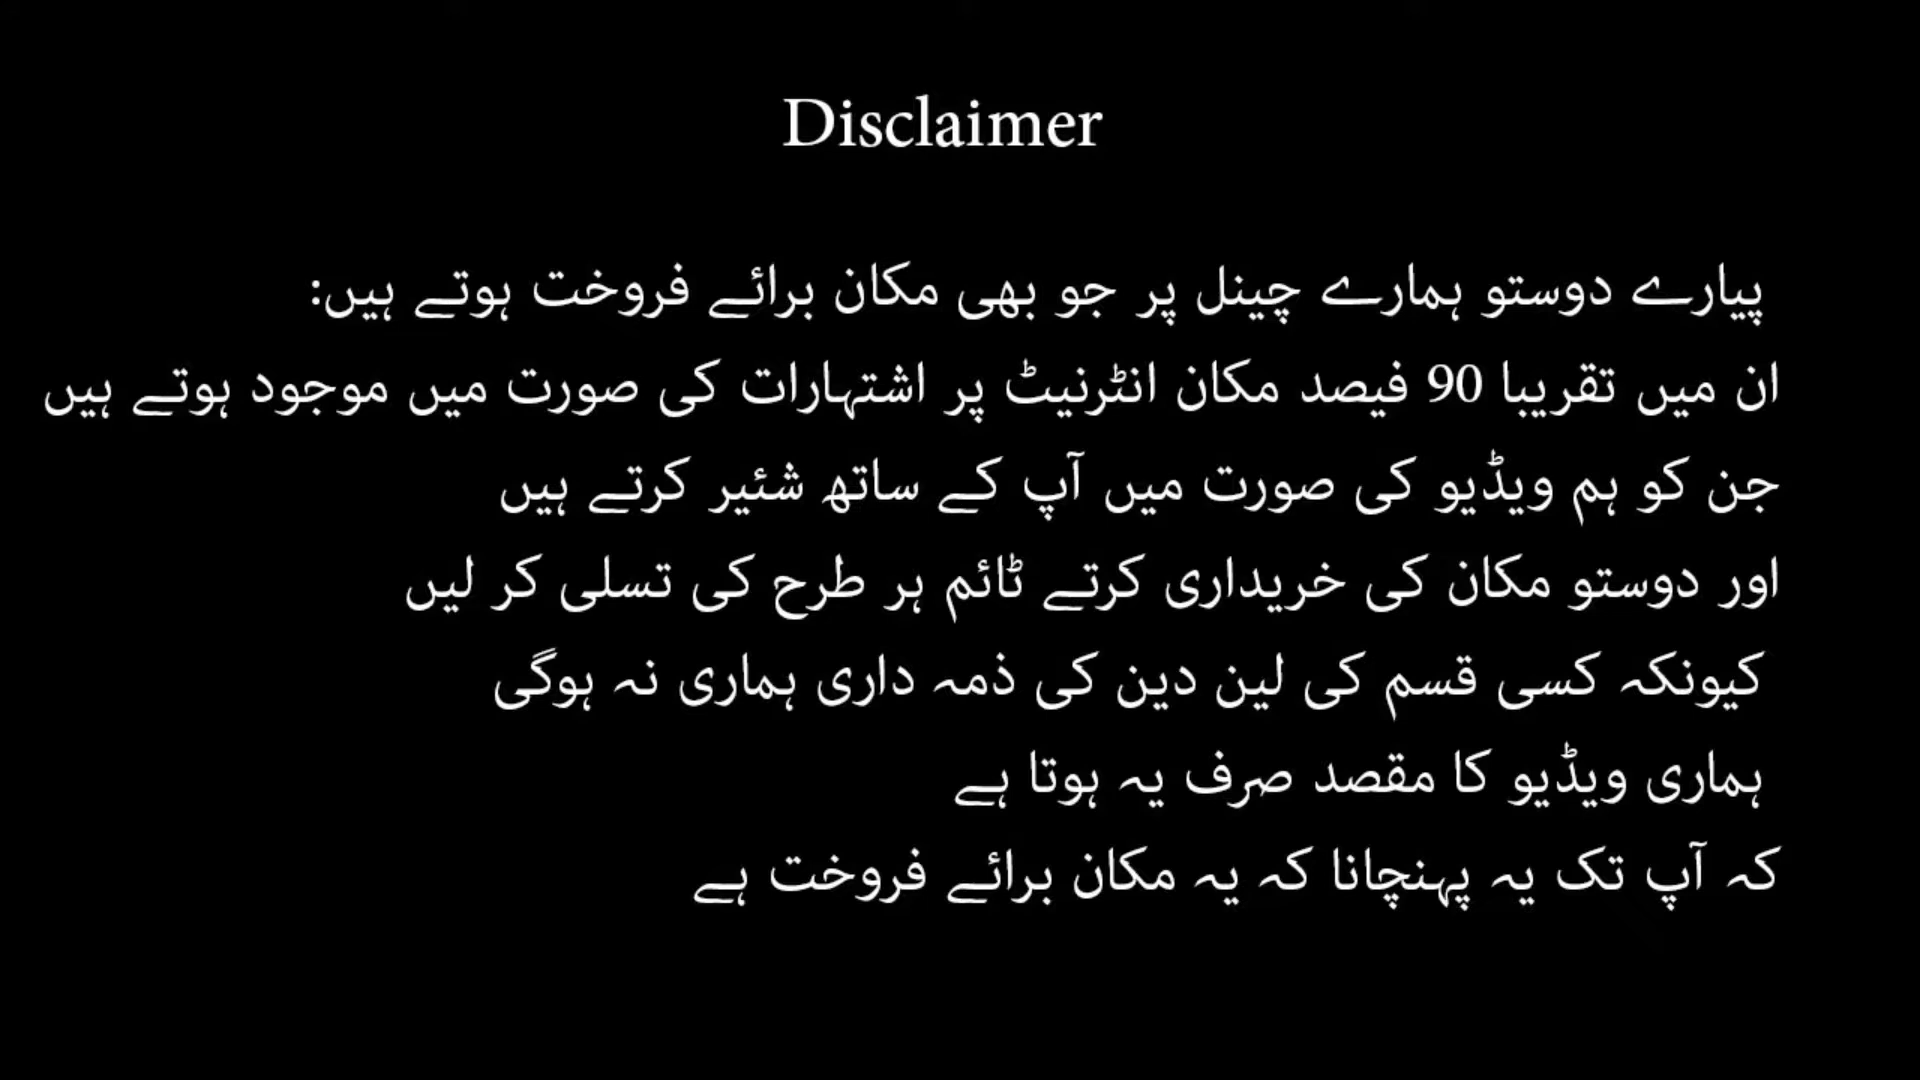 Disclaimer
پیارے دوستو ہمارے چینل پر جو بھی مکان برائے فروخت ہوتے ہیں:
ان میں تقریبا 90 فیصد مکان انٹرنیٹ پر اشتہارات کی صورت میں موجود ہوتے ہیں
جن کو ہم ویڈیو کی صورت میں آپ کے ساتھ شئیر کرتے ہیں
اور دوستو مکان کی خریداری کرتے ٹائم ہر طرح کی تسلی کر لیں
کیونکہ کسی قسم کی لین دین کی ذمہ داری ہماری نہ ہوگی
ہماری ویڈیو کا مقصد صرف یہ ہوتا ہے
کہ آپ تک یہ پہنچانا کہ یہ مکان برائے فروخت ہے